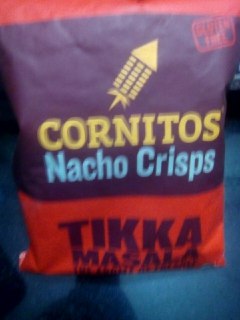 CORNITOS
Nacho Crisps
TIKKA
MASALA